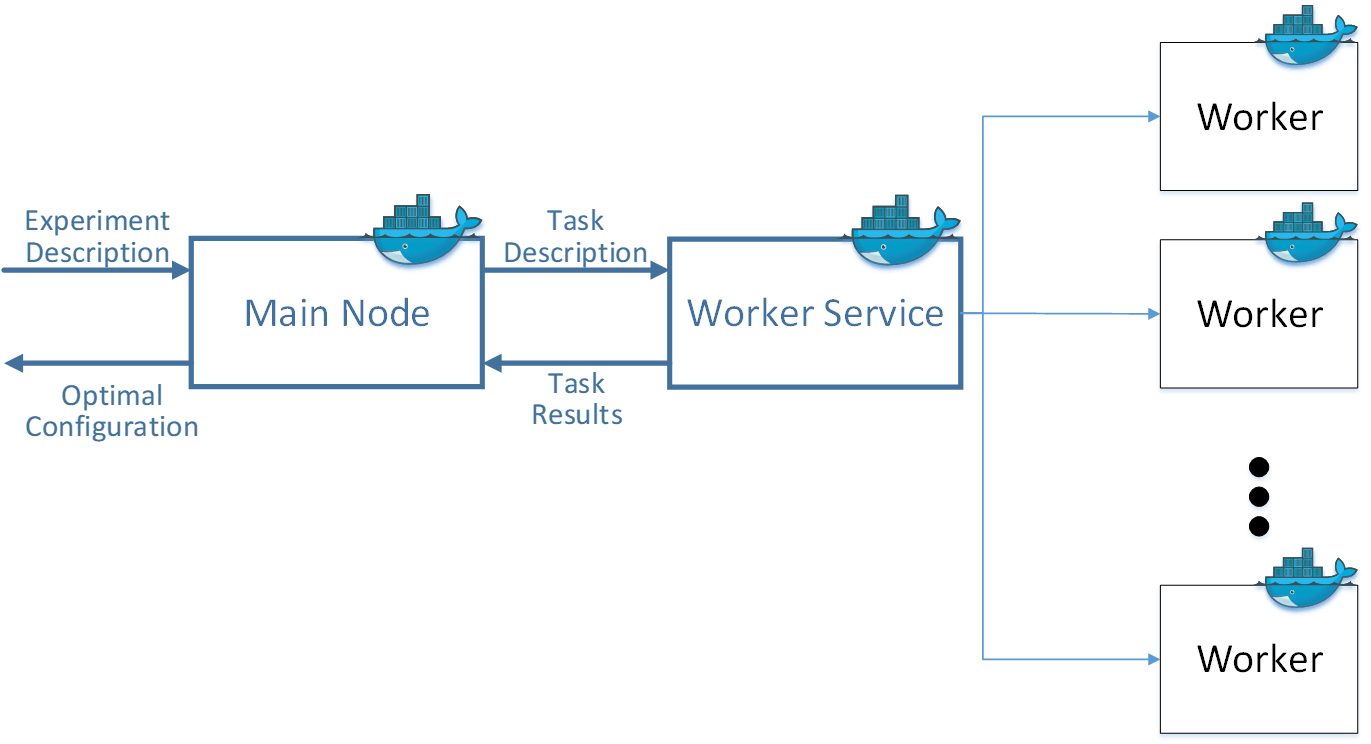 Experiment
Description
Optimal
Configuration
Main Node
Task
Description
Task
Results
Worker Service
Worker
Worker
Worker